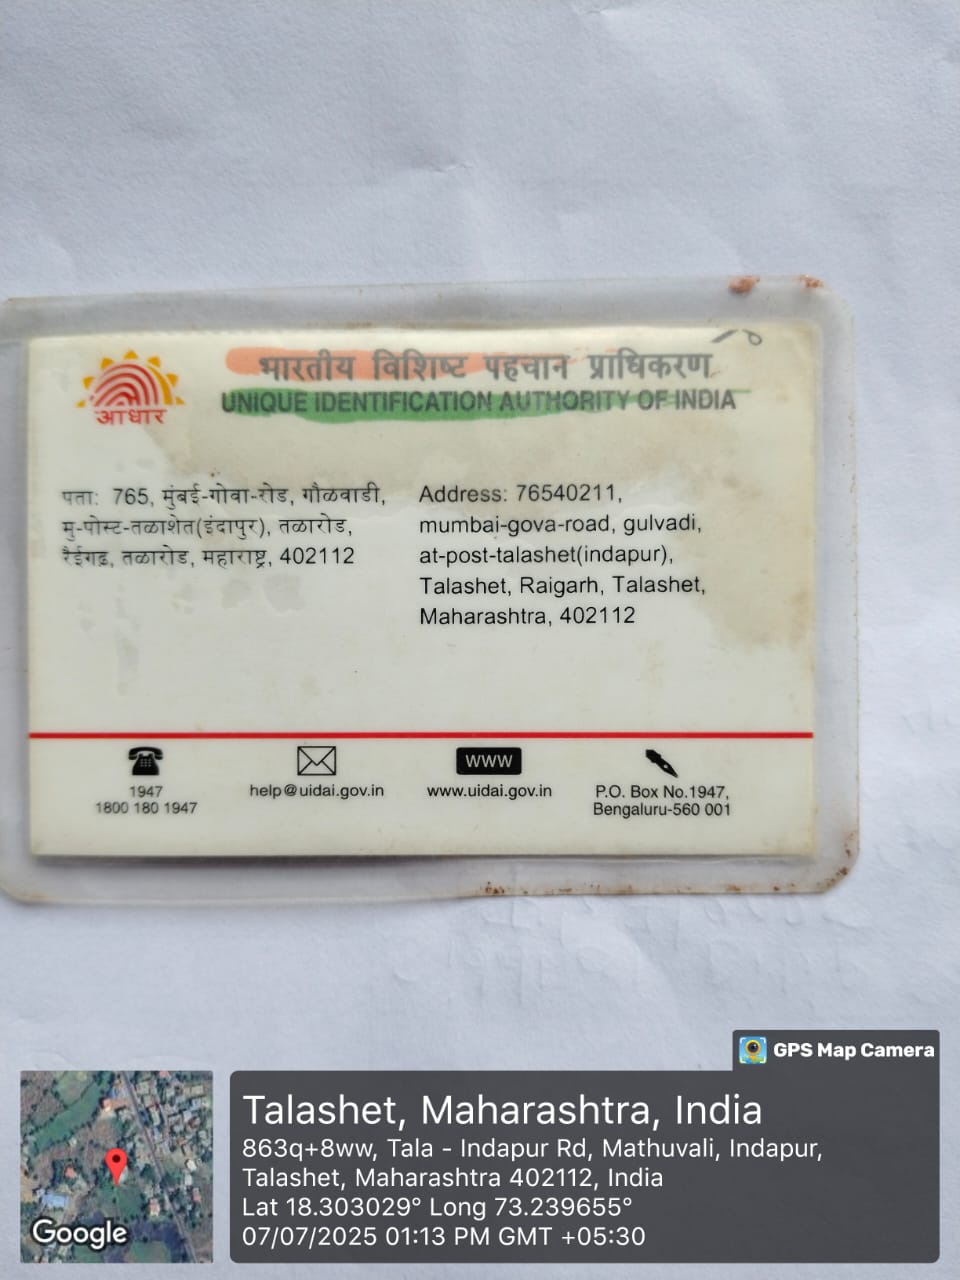 आधार
भारतीय विशिष्ट पहचान प्राधिकरण
UNIQUE IDENTIFICATION AUTHORITY OF INDIA
पता: 765, मुंबई-गोवा-रोड, गौळवाडी,
मु-पोस्ट-तळाशेत(इंदापुर), तळारोड,
रैईगढ, तळारोड, महाराष्ट्र, 402112
Address: 76540211,
mumbai-gova-road, gulvadi,
at-post-talashet(indapur),
Talashet, Raigarh, Talashet,
Maharashtra, 402112
1947
1800 180 1947
help@uidai.gov.in
www
www.uidai.gov.in
P.O. Box No.1947,
Bengaluru-560 001
GPS Map Camera
Google
Talashet, Maharashtra, India
863q+8ww, Tala - Indapur Rd, Mathuvali, Indapur,
Talashet, Maharashtra 402112, India
Lat 18.303029° Long 73.239655°
07/07/2025 01:13 PM GMT +05:30